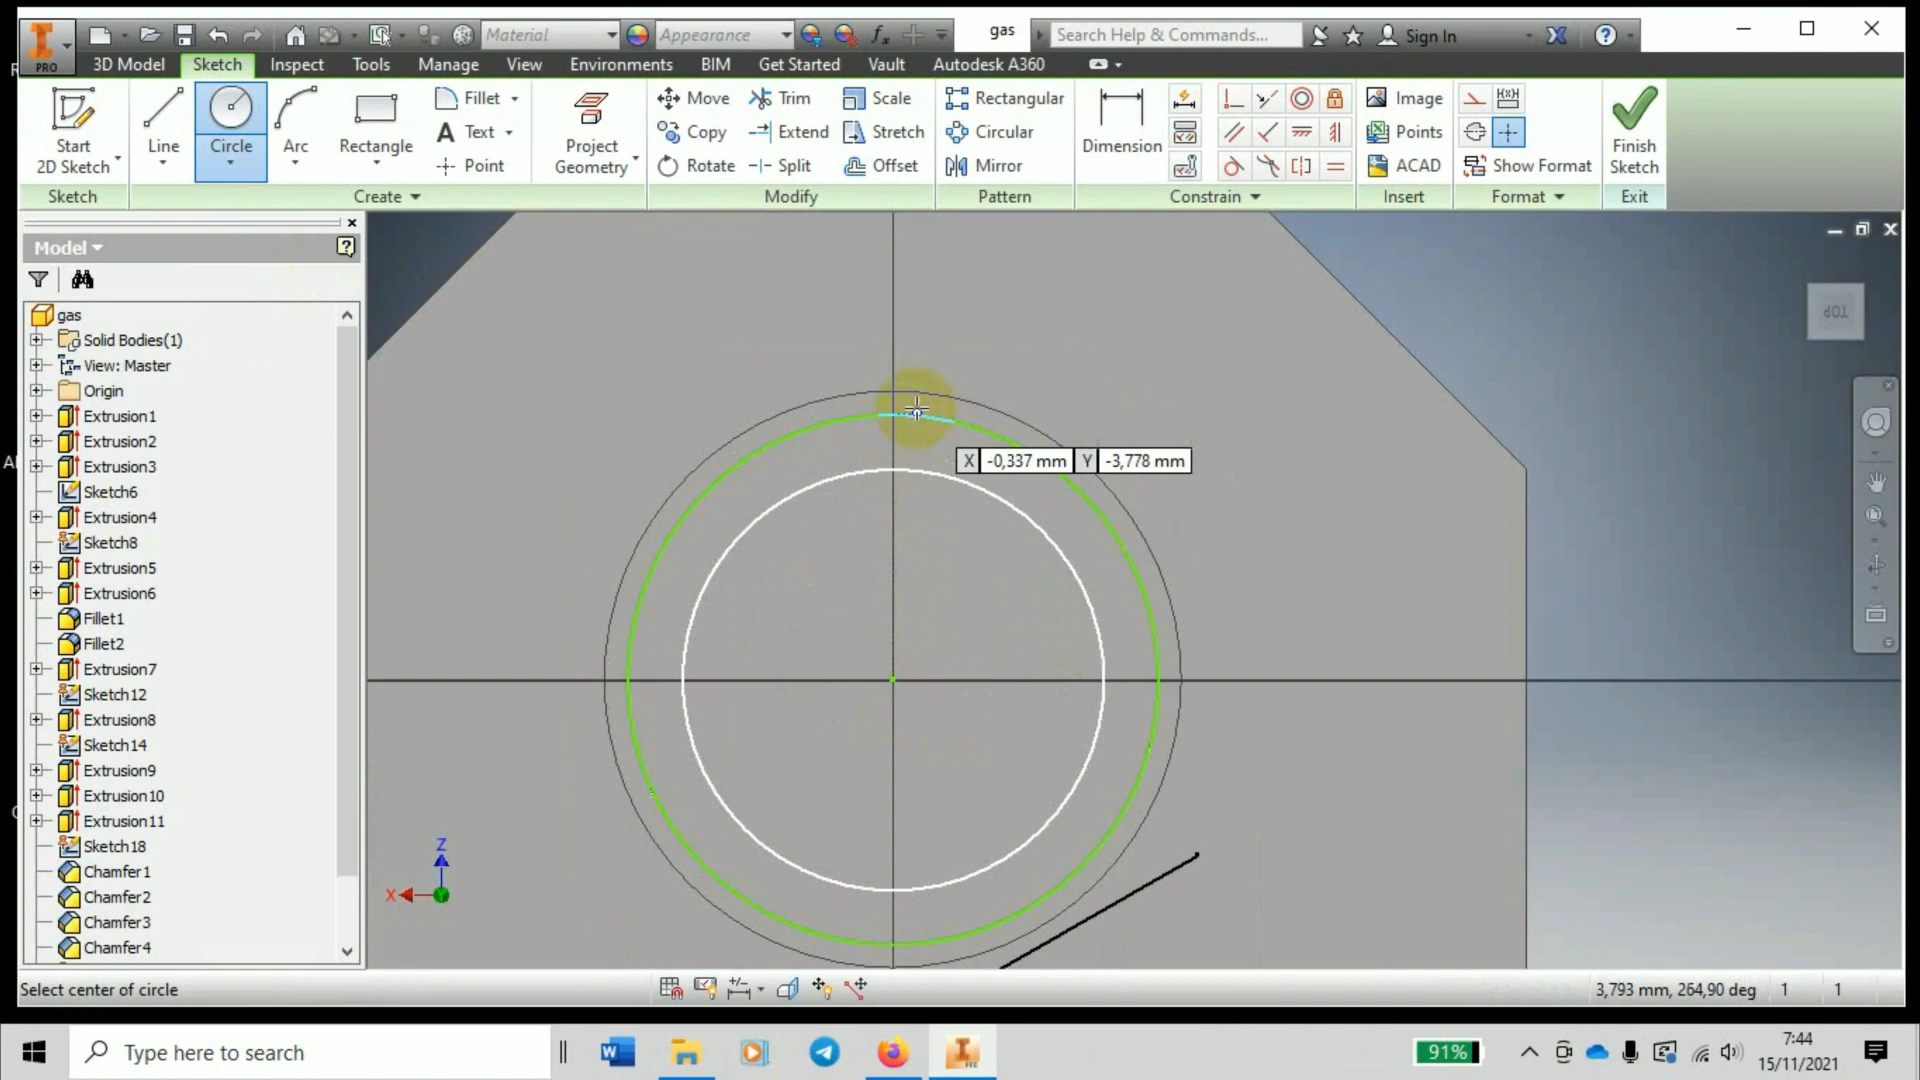 Material
Appearance
fx
gas
Search Help & Commands...
Sign In
PRO
3D Model Sketch Inspect Tools Manage View Environments BIM Get Started Vault Autodesk A360
Start
2D Sketch
Line
Circle
Arc
Rectangle
Fillet
Text
Point
Project
Geometry
Move
Copy
Rotate
Trim
Extend
Split
Scale
Stretch
Offset
Rectangular
Circular
Mirror
Dimension
Image
Points
ACAD
Show Format
Finish
Sketch
Sketch Create Modify Pattern Constrain Insert Format Exit
Model
gas
Solid Bodies(1)
View: Master
Origin
Extrusion1
Extrusion2
Extrusion3
Sketch6
Extrusion4
Sketch8
Extrusion5
Extrusion6
Fillet1
Fillet2
Extrusion7
Sketch12
Extrusion8
Sketch14
Extrusion9
Extrusion10
Extrusion11
Sketch18
Chamfer1
Chamfer2
Chamfer3
Chamfer4
TOP
X -0,337 mm Y -3,778 mm
Z
X
Select center of circle
3,793 mm, 264,90 deg 1 1
Type here to search
91%
7:44
15/11/2021